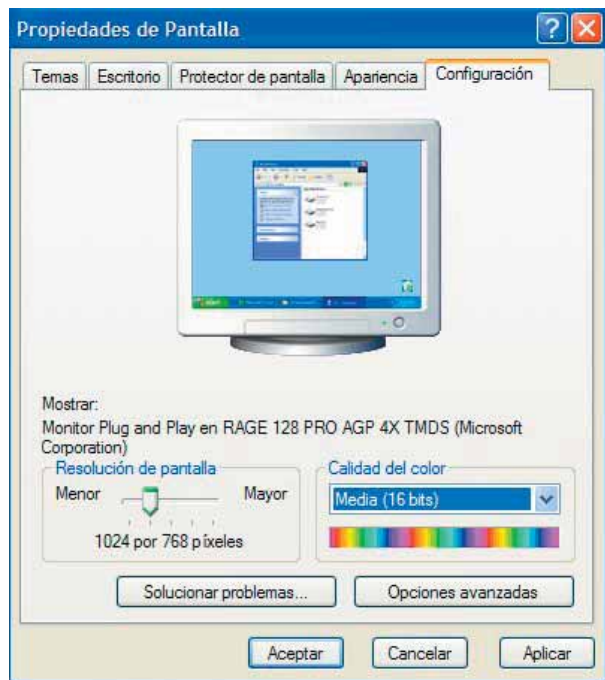 Propiedades de Pantalla
Temas Escritorio Protector de pantalla Apariencia Configuración
Mostrar:
Monitor Plug and Play en RAGE 128 PRO AGP 4X TMDS (Microsoft
Corporation)
Resolución de pantalla
Menor Mayor
1024 por 768 píxeles
Calidad del color
Media (16 bits)
Solucionar problemas... Opciones avanzadas
Aceptar Cancelar Aplicar